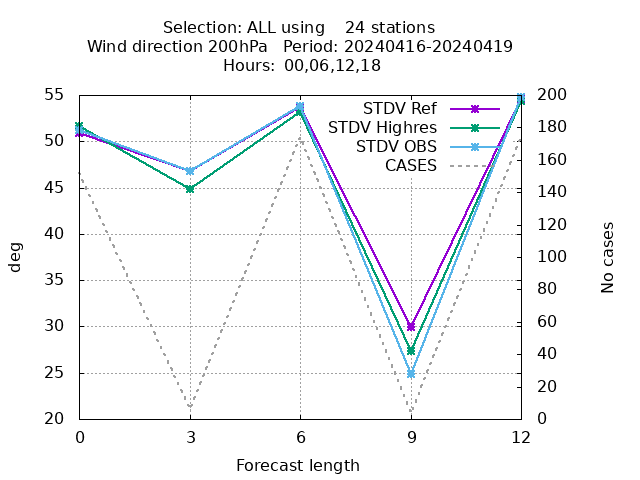 Selection: ALL using    24 stations
Wind direction 200hPa   Period: 20240416-20240419
Hours:  00,06,12,18
STDV Ref
STDV Highres
STDV OBS
CASES
55
50
45
40
35
30
25
20
200
180
160
140
120
100
80
60
40
20
0
deg
No cases
0 3 6 9 12
Forecast length